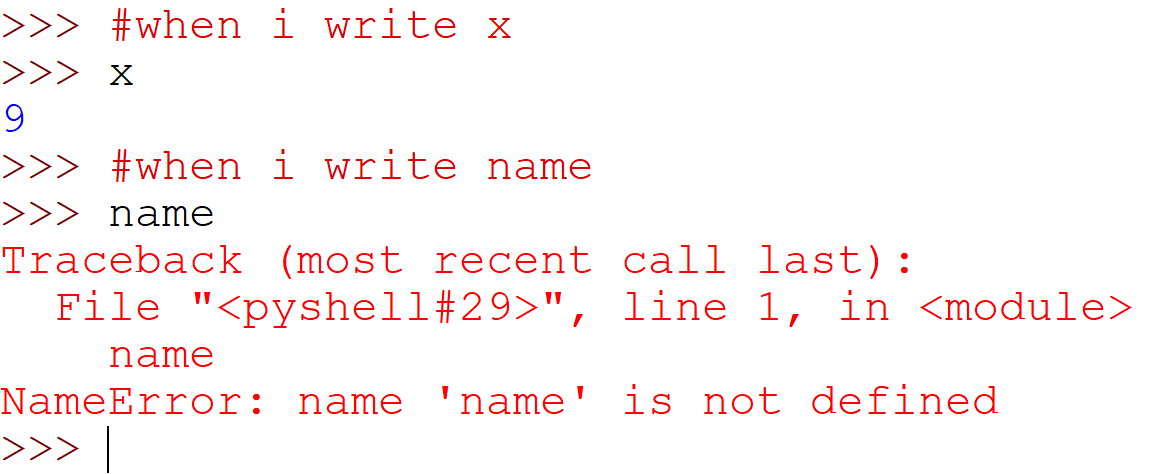 >>> #when i write x
>>> x
9
>>> #when i write name
>>> name
Traceback (most recent call last):
  File "<pyshell#29>", line 1, in <module>
    name
NameError: name 'name' is not defined
>>>